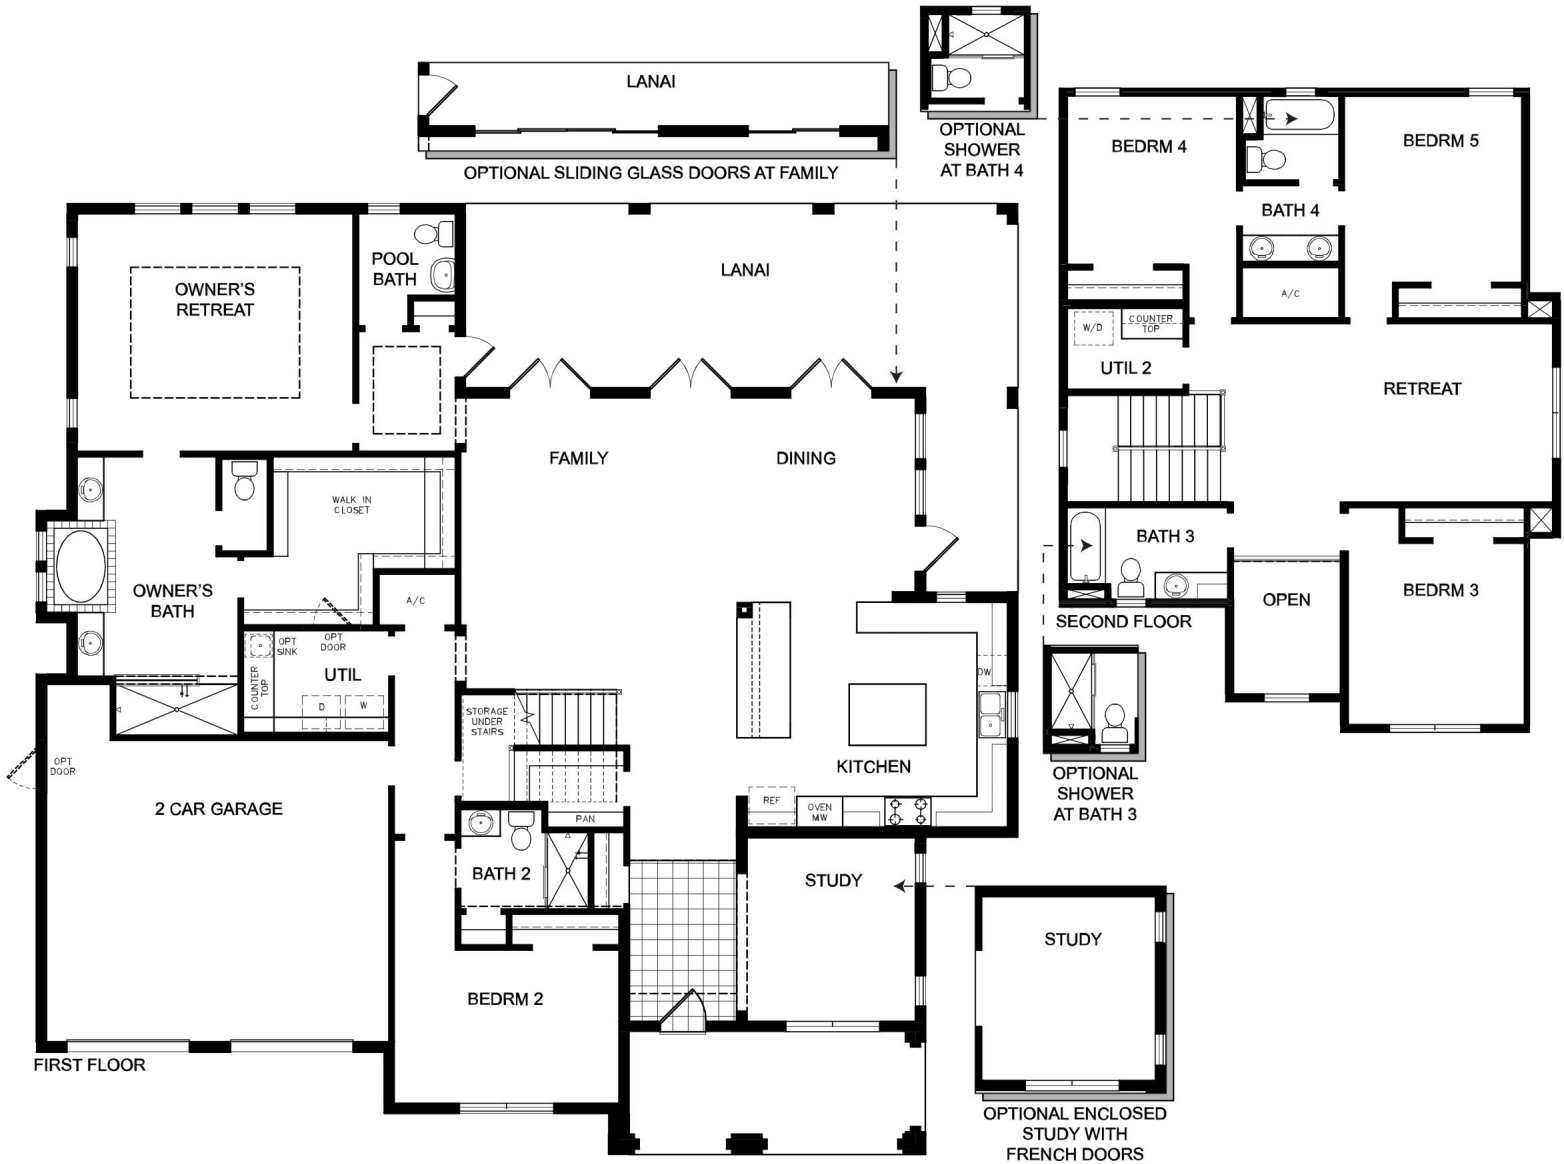 LANAI
OPTIONAL SLIDING GLASS DOORS AT FAMILY
OPTIONAL
SHOWER
AT BATH 4
BEDRM 4
BATH 4
BEDRM 5
A/C
W/D
COUNTER
TOP
UTIL 2
RETREAT
BATH 3
OPEN
BEDRM 3
SECOND FLOOR
OPTIONAL
SHOWER
AT BATH 3
OWNER'S
RETREAT
POOL
BATH
LANAI
FAMILY
DINING
WALK IN
CLOSET
OWNER'S
BATH
A/C
OPT
SINK
OPT
DOOR
UTIL
COUNTER
TOP
D
W
STORAGE
UNDER
STAIRS
DW
KITCHEN
REF
OVEN
MW
PAN
OPT
DOOR
2 CAR GARAGE
BATH 2
STUDY
BEDRM 2
FIRST FLOOR
STUDY
OPTIONAL ENCLOSED
STUDY WITH
FRENCH DOORS